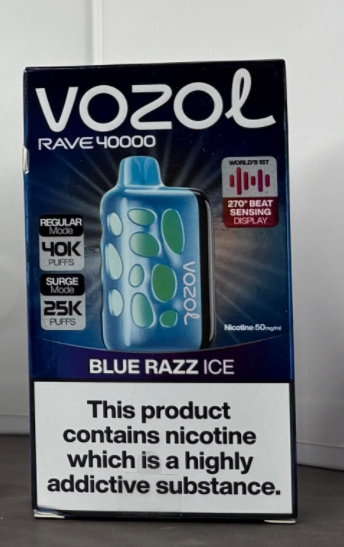 VOZOL
RAVE 40000
WORLD'S 1ST
270° BEAT
SENSING
DISPLAY
REGULAR
Mode
40K
PUFFS
SURGE
Mode
25K
PUFFS
VOZOL
Nicotine:50mg/ml
BLUE RAZZ ICE
This product
contains nicotine
which is a highly
addictive substance.